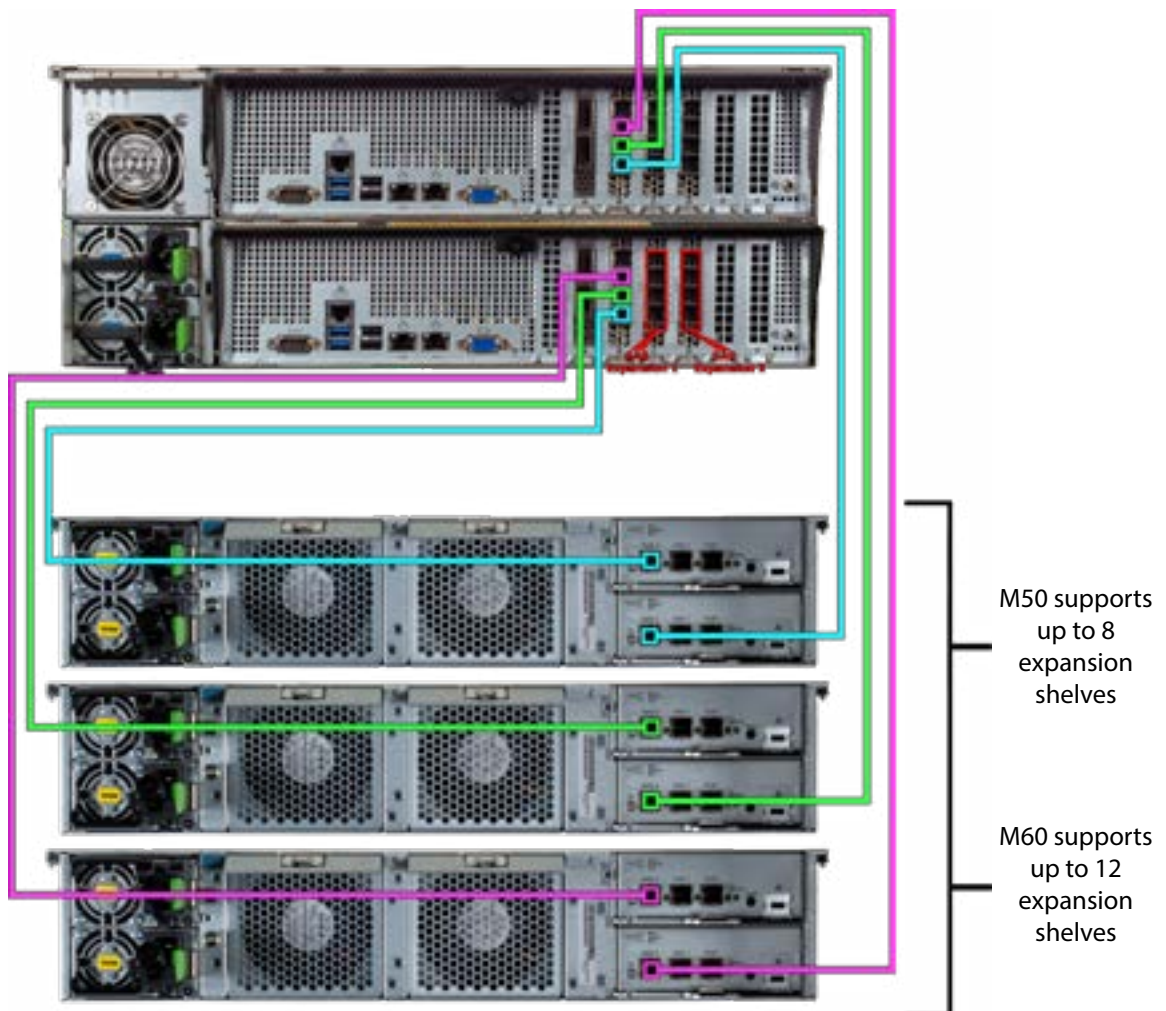 M50 supports
up to 8
expansion
shelves
M60 supports
up to 12
expansion
shelves